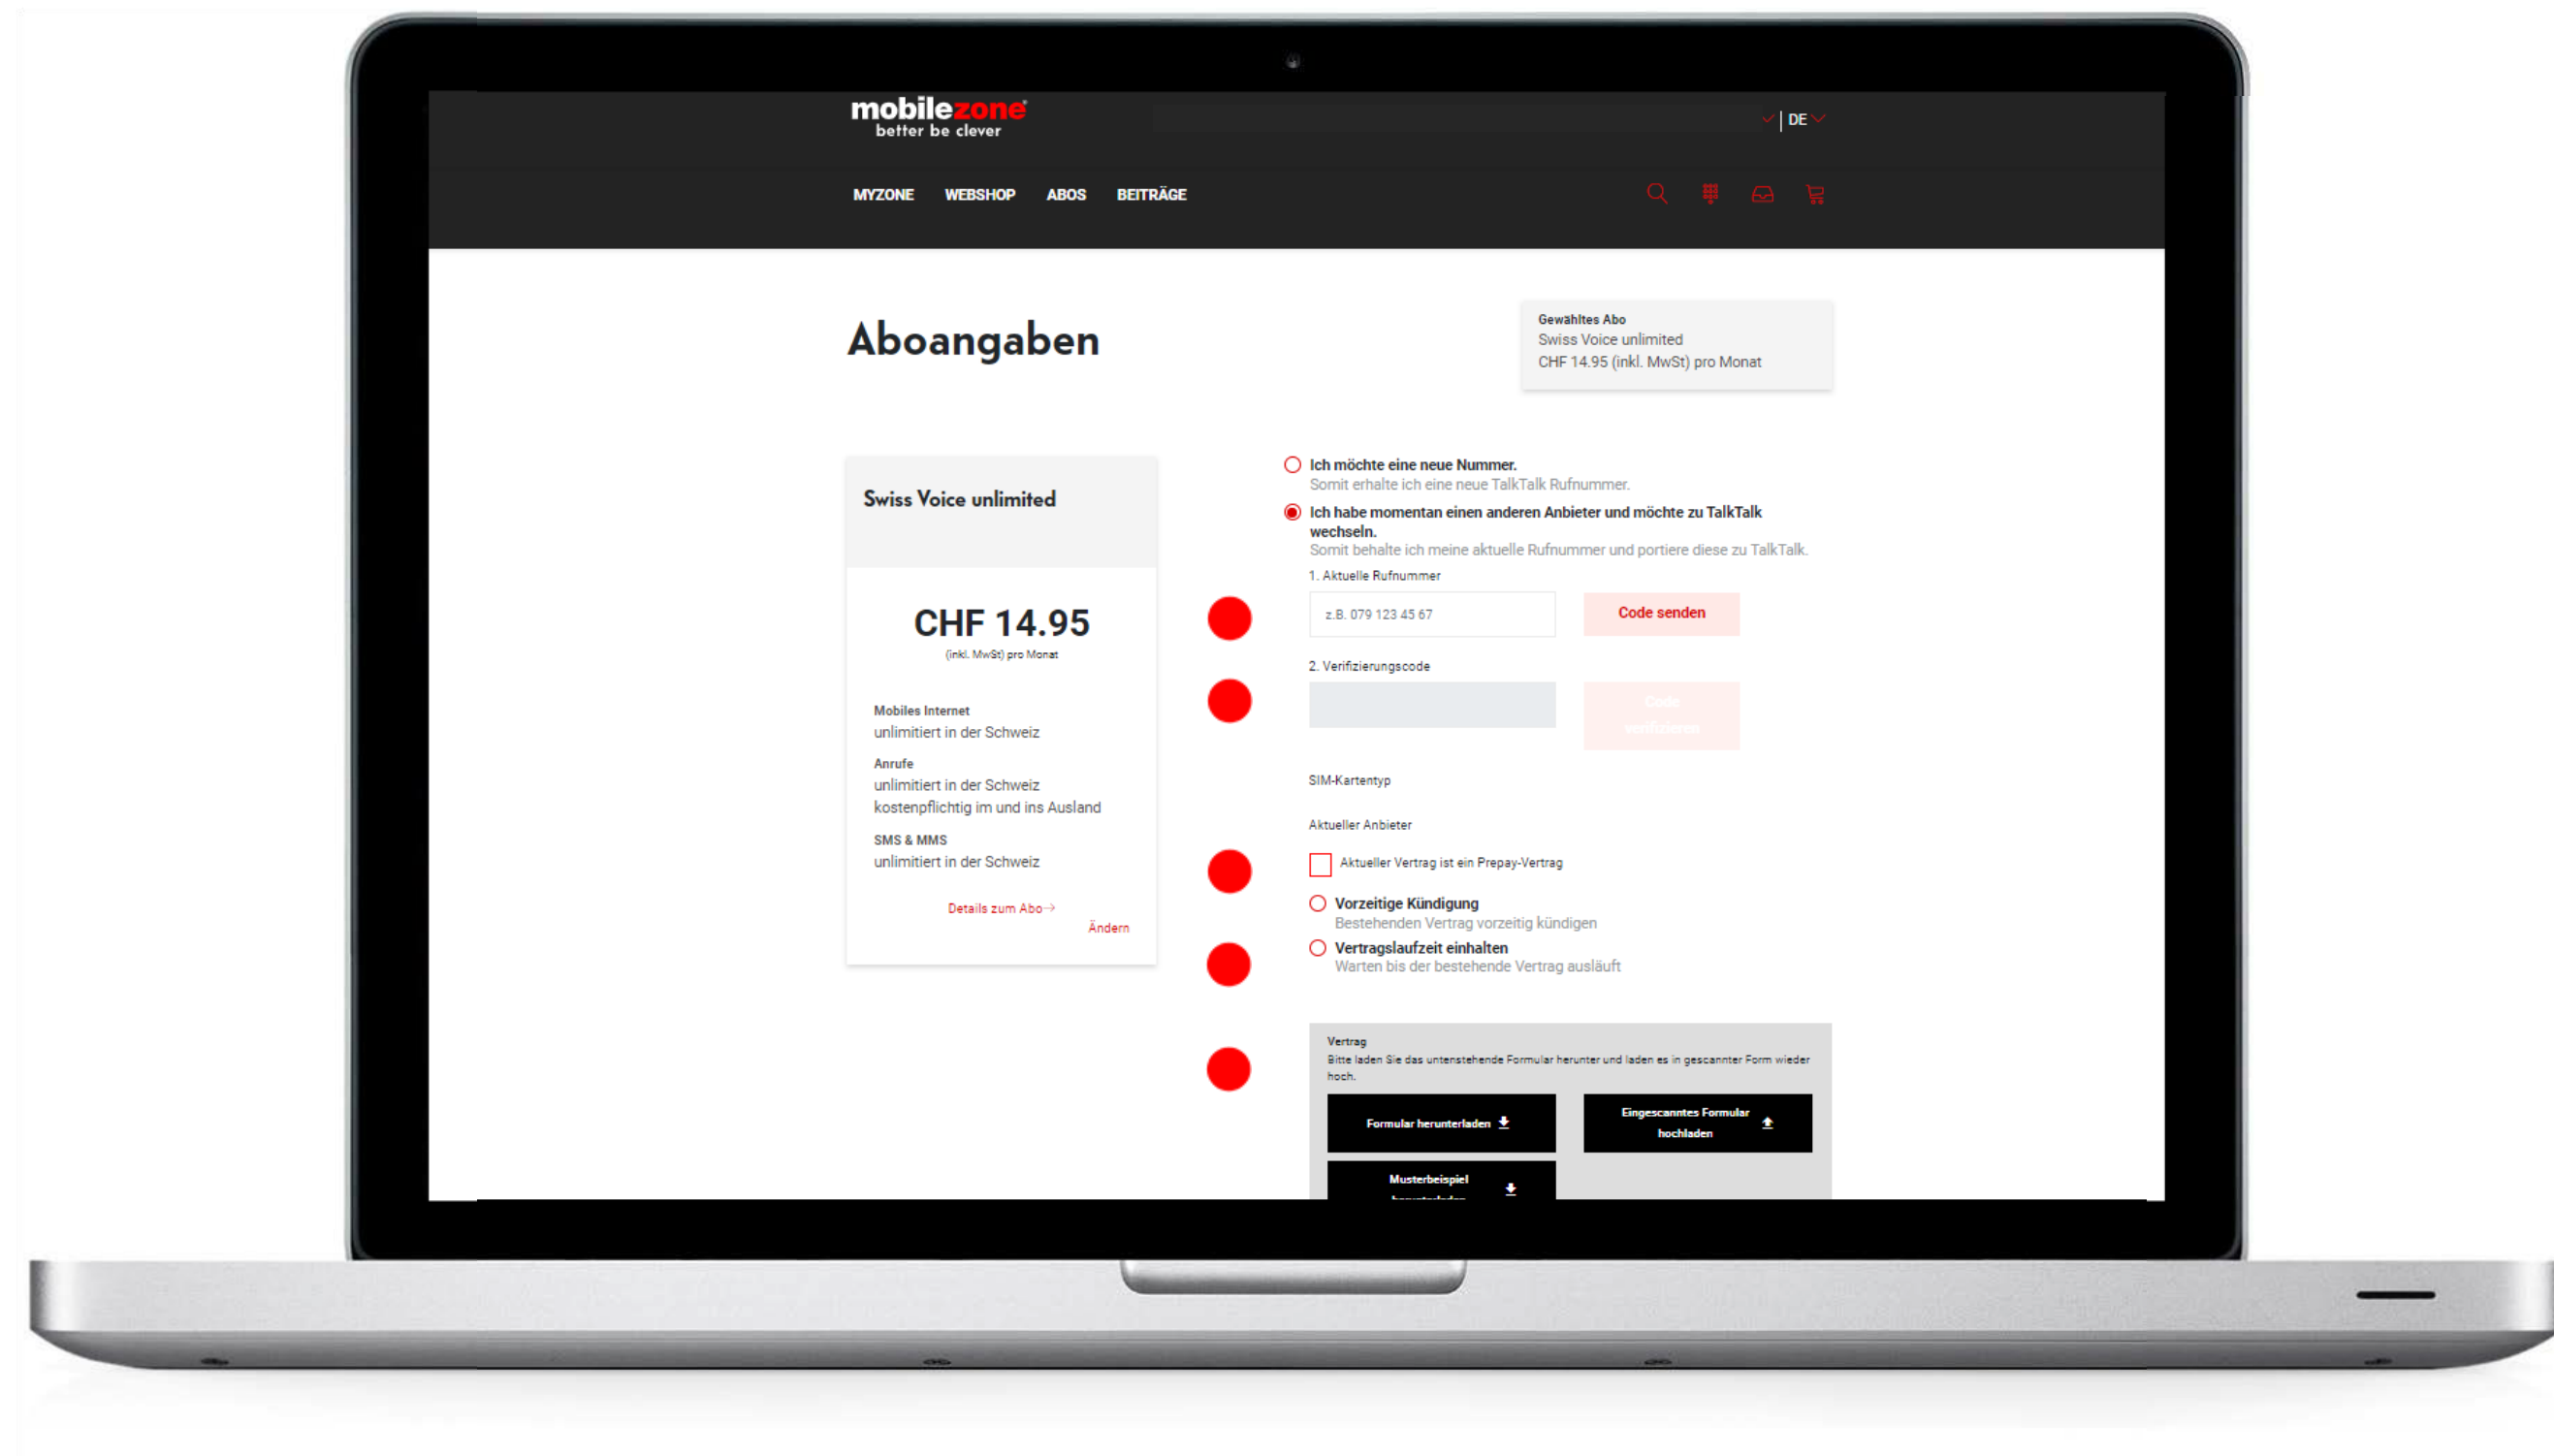 mobilezone
better be clever
DE
MYZONE WEBSHOP ABOS BEITRÄGE
Aboangaben
Gewähltes Abo
Swiss Voice unlimited
CHF 14.95 (inkl. MwSt) pro Monat
Swiss Voice unlimited
CHF 14.95
(inkl. MwSt) pro Monat
Mobiles Internet
unlimitiert in der Schweiz
Anrufe
unlimitiert in der Schweiz
kostenpflichtig im und ins Ausland
SMS & MMS
unlimitiert in der Schweiz
Details zum Abo→
Ändern
Ich möchte eine neue Nummer.
Somit erhalte ich eine neue TalkTalk Rufnummer.
Ich habe momentan einen anderen Anbieter und möchte zu TalkTalk
wechseln.
Somit behalte ich meine aktuelle Rufnummer und portiere diese zu TalkTalk.
1. Aktuelle Rufnummer
z.B. 079 123 45 67
Code senden
2. Verifizierungscode
Code
verifizieren
SIM-Kartentyp
Aktueller Anbieter
Aktueller Vertrag ist ein Prepay-Vertrag
Vorzeitige Kündigung
Bestehenden Vertrag vorzeitig kündigen
Vertragslaufzeit einhalten
Warten bis der bestehende Vertrag ausläuft
Vertrag
Bitte laden Sie das untenstehende Formular herunter und laden es in gescannter Form wieder
hoch.
Formular herunterladen
Eingescanntes Formular
hochladen
Musterbeispiel